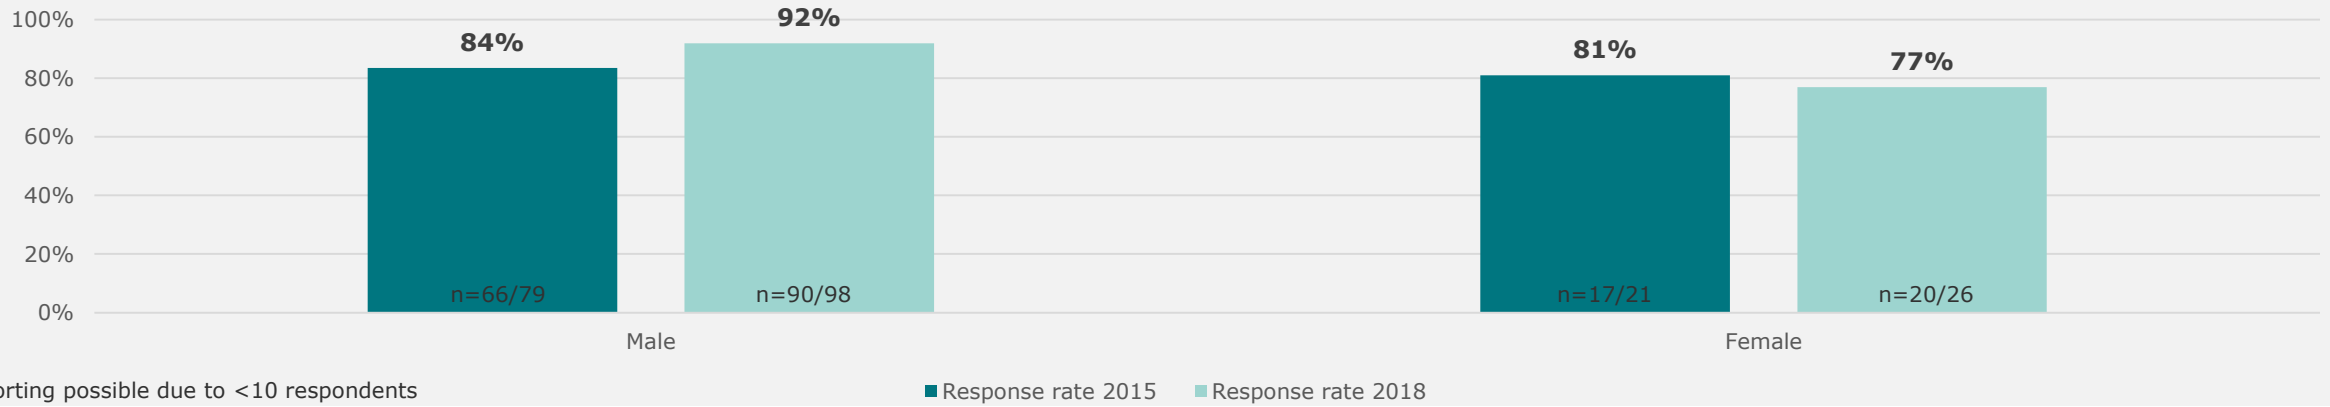 100%
80%
60%
40%
20%
0%
84%
92%
81%
77%
n=66/79
n=90/98
n=17/21
n=20/26
Male
Female
possible due to <10 respondents
Response rate 2015
Response rate 2018